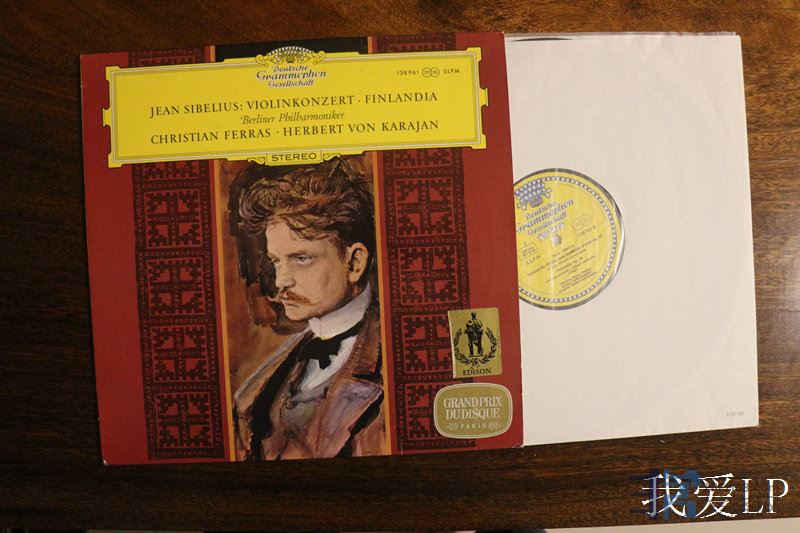 Deutsche
Grammophon
Gesellschaft
138961
SLPM
JEAN SIBELIUS: VIOLINKONZERT · FINLANDIA
Berliner Philharmoniker
CHRISTIAN FERRAS · HERBERT VON KARAJAN
STEREO
EDISON
GRAND PRIX
DU DISQUE
PARIS
Deutsche
Grammophon
Gesellschaft
我爱LP